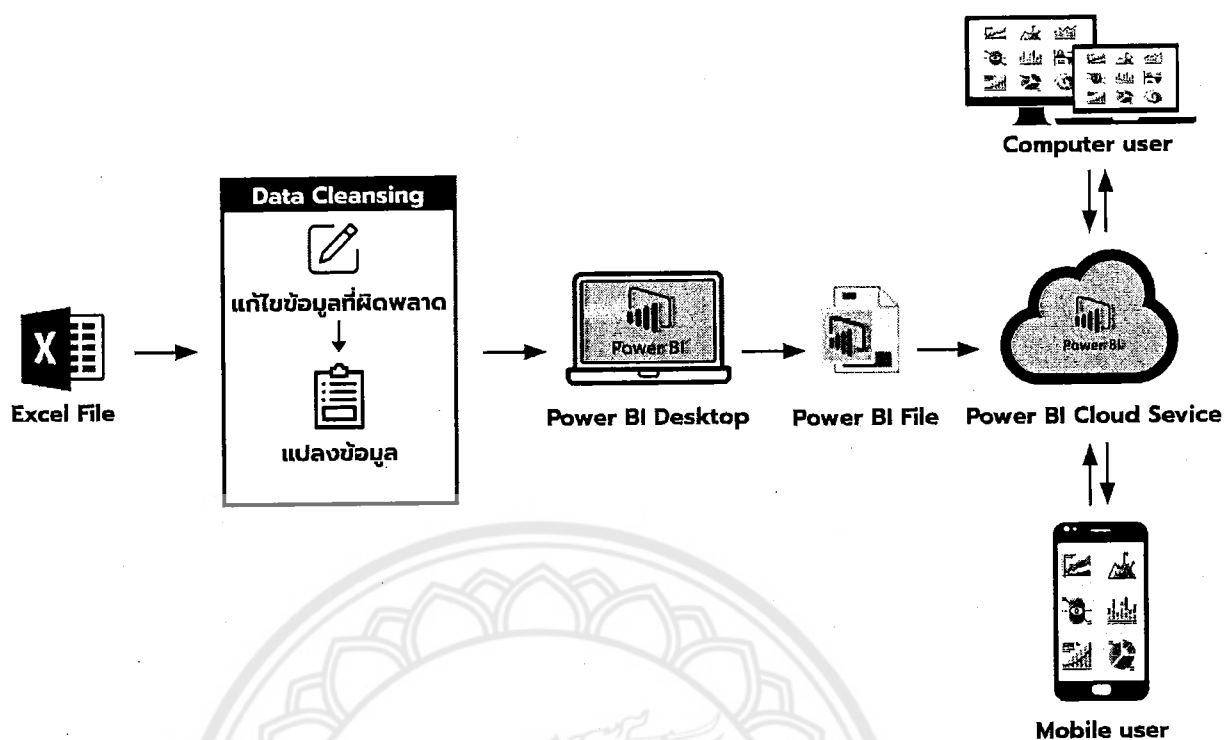 Computer user
Data Cleansing
แก้ไขข้อมูลที่ผิดพลาด
แปลงข้อมูล
X
Excel File
Power BI
Power BI Desktop
Power BI File
Power BI
Power BI Cloud Sevice
Mobile user